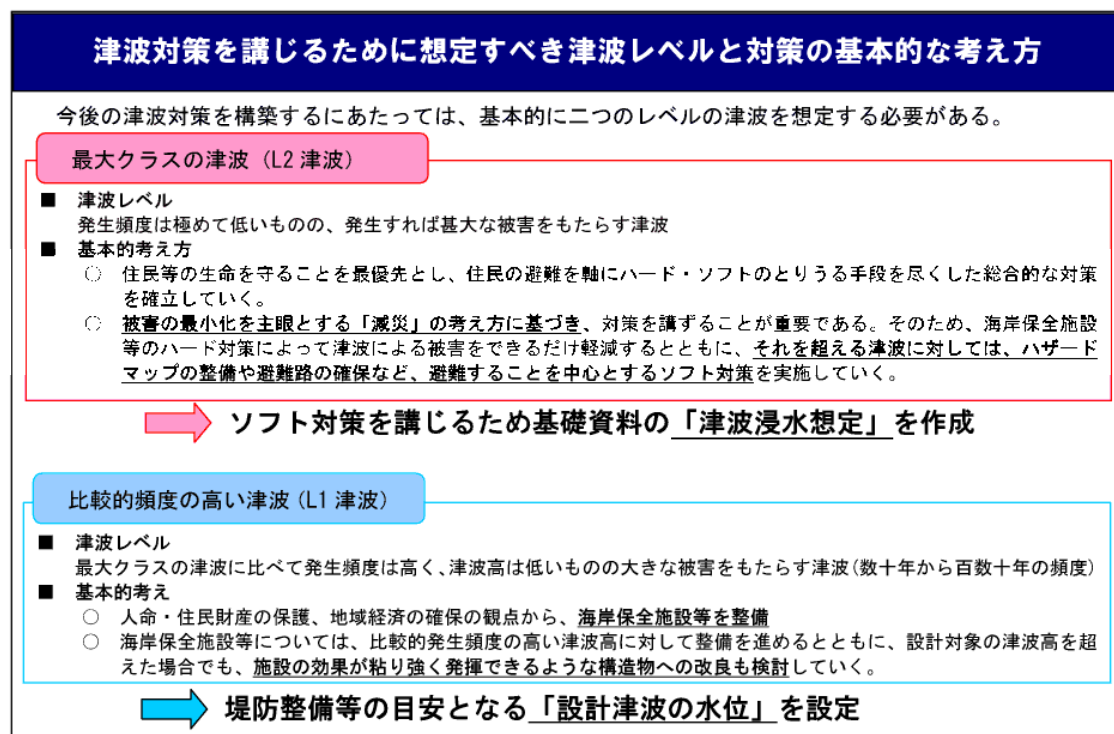 津波対策を講じるために想定すべき津波レベルと対策の基本的な考え方
今後の津波対策を構築するにあたっては、基本的に二つのレベルの津波を想定する必要がある。
最大クラスの津波（L2 津波）
■ 津波レベル
発生頻度は極めて低いものの、発生すれば甚大な被害をもたらす津波
■ 基本的考え方
○ 住民等の生命を守ることを最優先とし、住民の避難を軸にハード・ソフトのとりうる手段を尽くした総合的な対策
を確立していく。
○ 被害の最小化を主眼とする「減災」の考え方に基づき、対策を講ずることが重要である。そのため、海岸保全施設
等のハード対策によって津波による被害をできるだけ軽減するとともに、それを超える津波に対しては、ハザード
マップの整備や避難路の確保など、避難することを中心とするソフト対策を実施していく。
ソフト対策を講じるため基礎資料の「津波浸水想定」を作成
比較的頻度の高い津波（L1 津波）
■ 津波レベル
最大クラスの津波に比べて発生頻度は高く、津波高は低いものの大きな被害をもたらす津波（数十年から百数十年の頻度）
■ 基本的考え
○ 人命・住民財産の保護、地域経済の確保の観点から、海岸保全施設等を整備
○ 海岸保全施設等については、比較的発生頻度の高い津波高に対して整備を進めるとともに、設計対象の津波高を超
えた場合でも、施設の効果が粘り強く発揮できるような構造物への改良も検討していく。
堤防整備等の目安となる「設計津波の水位」を設定